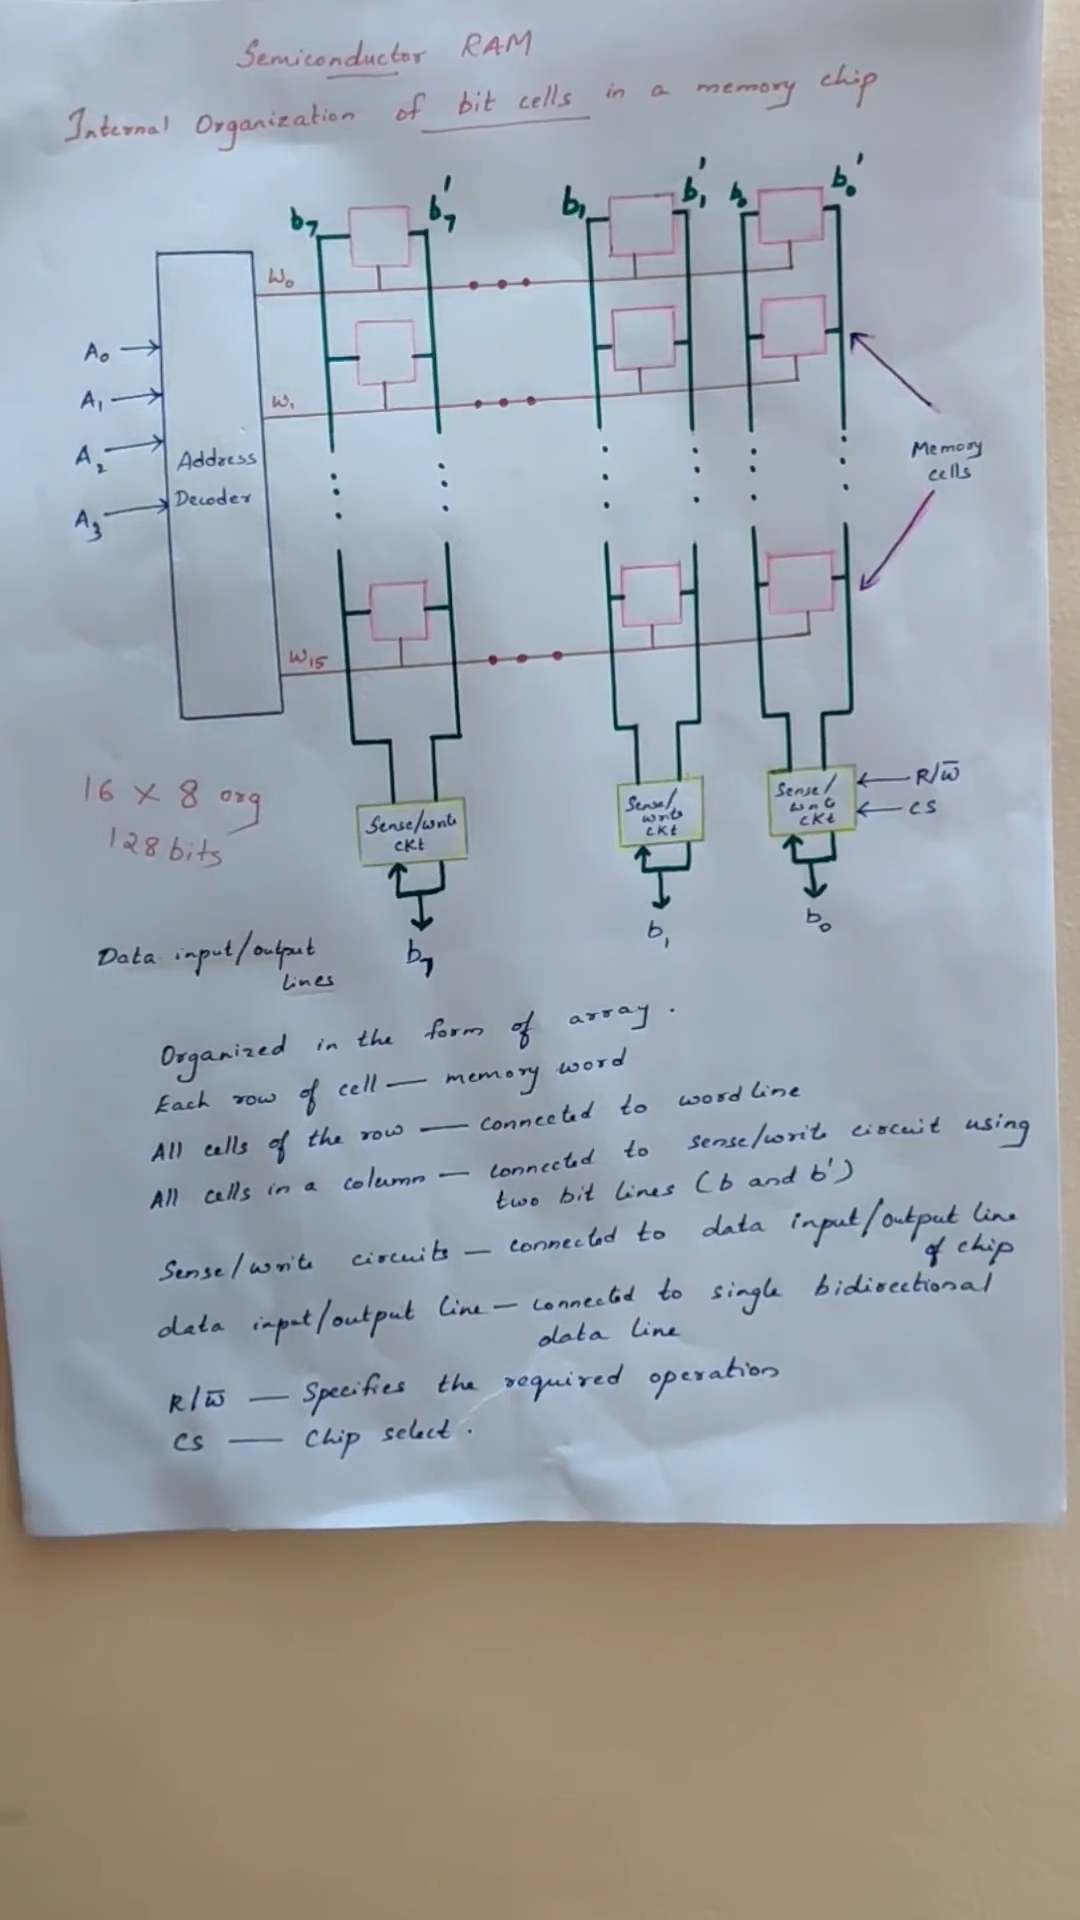 Semiconductor RAM
Internal Organization of bit cells in a memory chip
b7 b7' b1 b1' b0 b0'
W0
A0
A1
W1
A2
Address
Decoder
A3
Memory
cells
W15
16 x 8 org
128 bits
Sense/write
ckt
Sense/
write
ckt
Sense/
write
ckt
R/W̅
CS
b7
b1
b0
Data input/output
lines
Organized in the form of array.
Each row of cell — memory word
All cells of the row — connected to word line
All cells in a column — connected to sense/write circuit using
two bit lines (b and b')
Sense/write circuits — connected to data input/output line
of chip
data input/output line — connected to single bidirectional
data line
R/W̅ — Specifies the required operation
CS — Chip select.